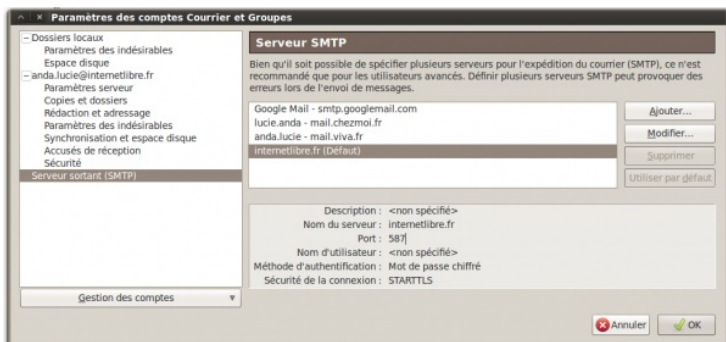 Paramètres des comptes Courrier et Groupes
Dossiers locaux
Paramètres des indésirables
Espace disque
anda.lucie@internetlibre.fr
Paramètres serveur
Copies et dossiers
Rédaction et adressage
Paramètres des indésirables
Synchronisation et espace disque
Accusés de réception
Sécurité
Serveur sortant (SMTP)
Gestion des comptes
Serveur SMTP
Bien qu'il soit possible de spécifier plusieurs serveurs pour l'expédition du courrier (SMTP), ce n'est
recommandé que pour les utilisateurs avancés. Définir plusieurs serveurs SMTP peut provoquer des
erreurs lors de l'envoi de messages.
Google Mail - smtp.googlemail.com
lucie.anda - mail.chezmoi.fr
anda.lucie - mail.viva.fr
internetlibre.fr (Défaut)
Ajouter...
Modifier...
Supprimer
Utiliser par défaut
Description : <non spécifié>
Nom du serveur : internetlibre.fr
Port : 587
Nom d'utilisateur : <non spécifié>
Méthode d'authentification : Mot de passe chiffré
Sécurité de la connexion : STARTTLS
Annuler
OK